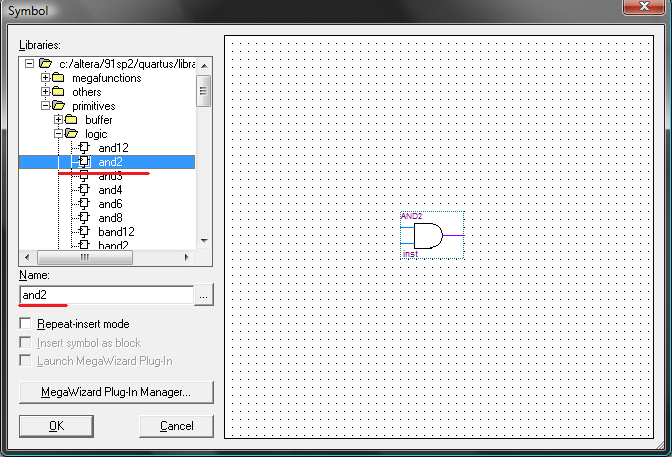 Symbol
Libraries:
c:/altera/91sp2/quartus/libra
megafunctions
others
primitives
buffer
logic
and12
and2
and3
and4
and6
and8
band12
band2
Name:
and2
...
Repeat-insert mode
Insert symbol as block
Launch MegaWizard Plug-In
MegaWizard Plug-In Manager...
OK
Cancel
AND2
inst